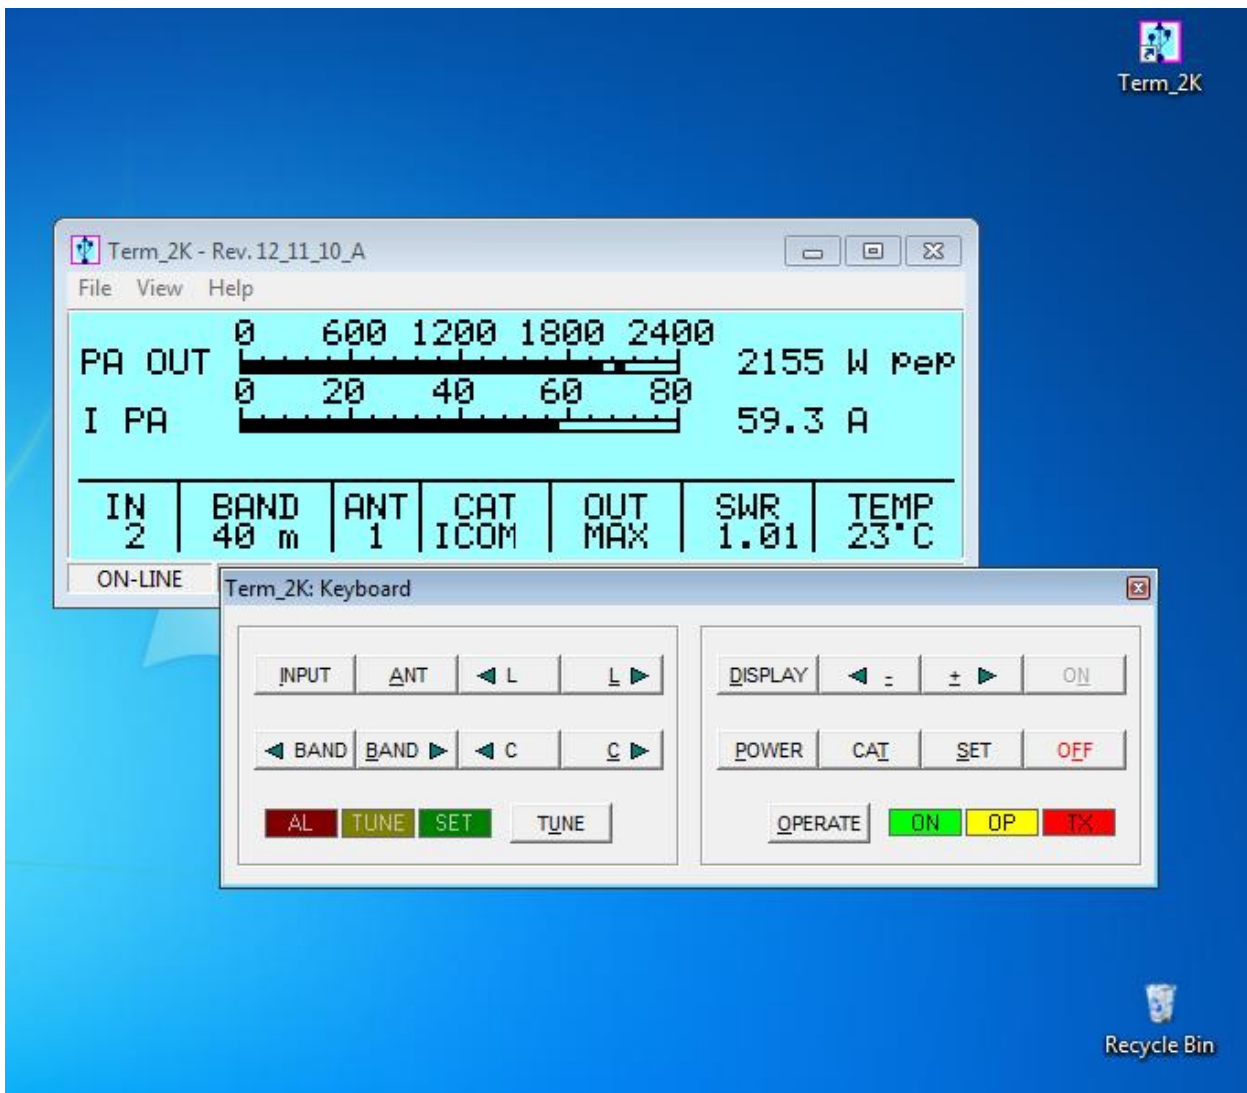 Term_2K
Term_2K - Rev. 12_11_10_A
File View Help
0 600 1200 1800 2400
PA OUT 2155 W pep
0 20 40 60 80
I PA 59.3 A
IN BAND ANT CAT OUT SWR TEMP
2 40 m 1 ICOM MAX 1.01 23°C
ON-LINE
Term_2K: Keyboard
INPUT ANT ◀ L L ▶ DISPLAY ◀ - + ▶ ON
◀ BAND BAND ▶ ◀ C C ▶ POWER CAT SET OFF
AL TUNE SET TUNE OPERATE ON OP TX
Recycle Bin